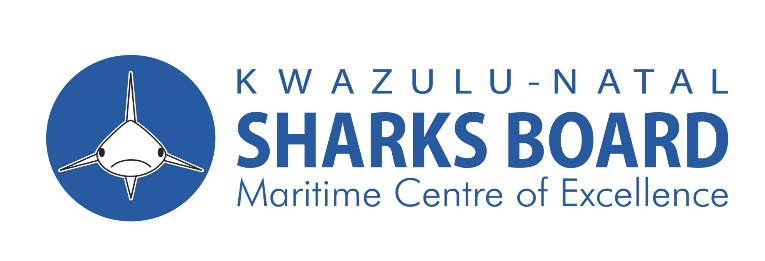 KWAZULU-NATAL
SHARKS BOARD
Maritime Centre of Excellence